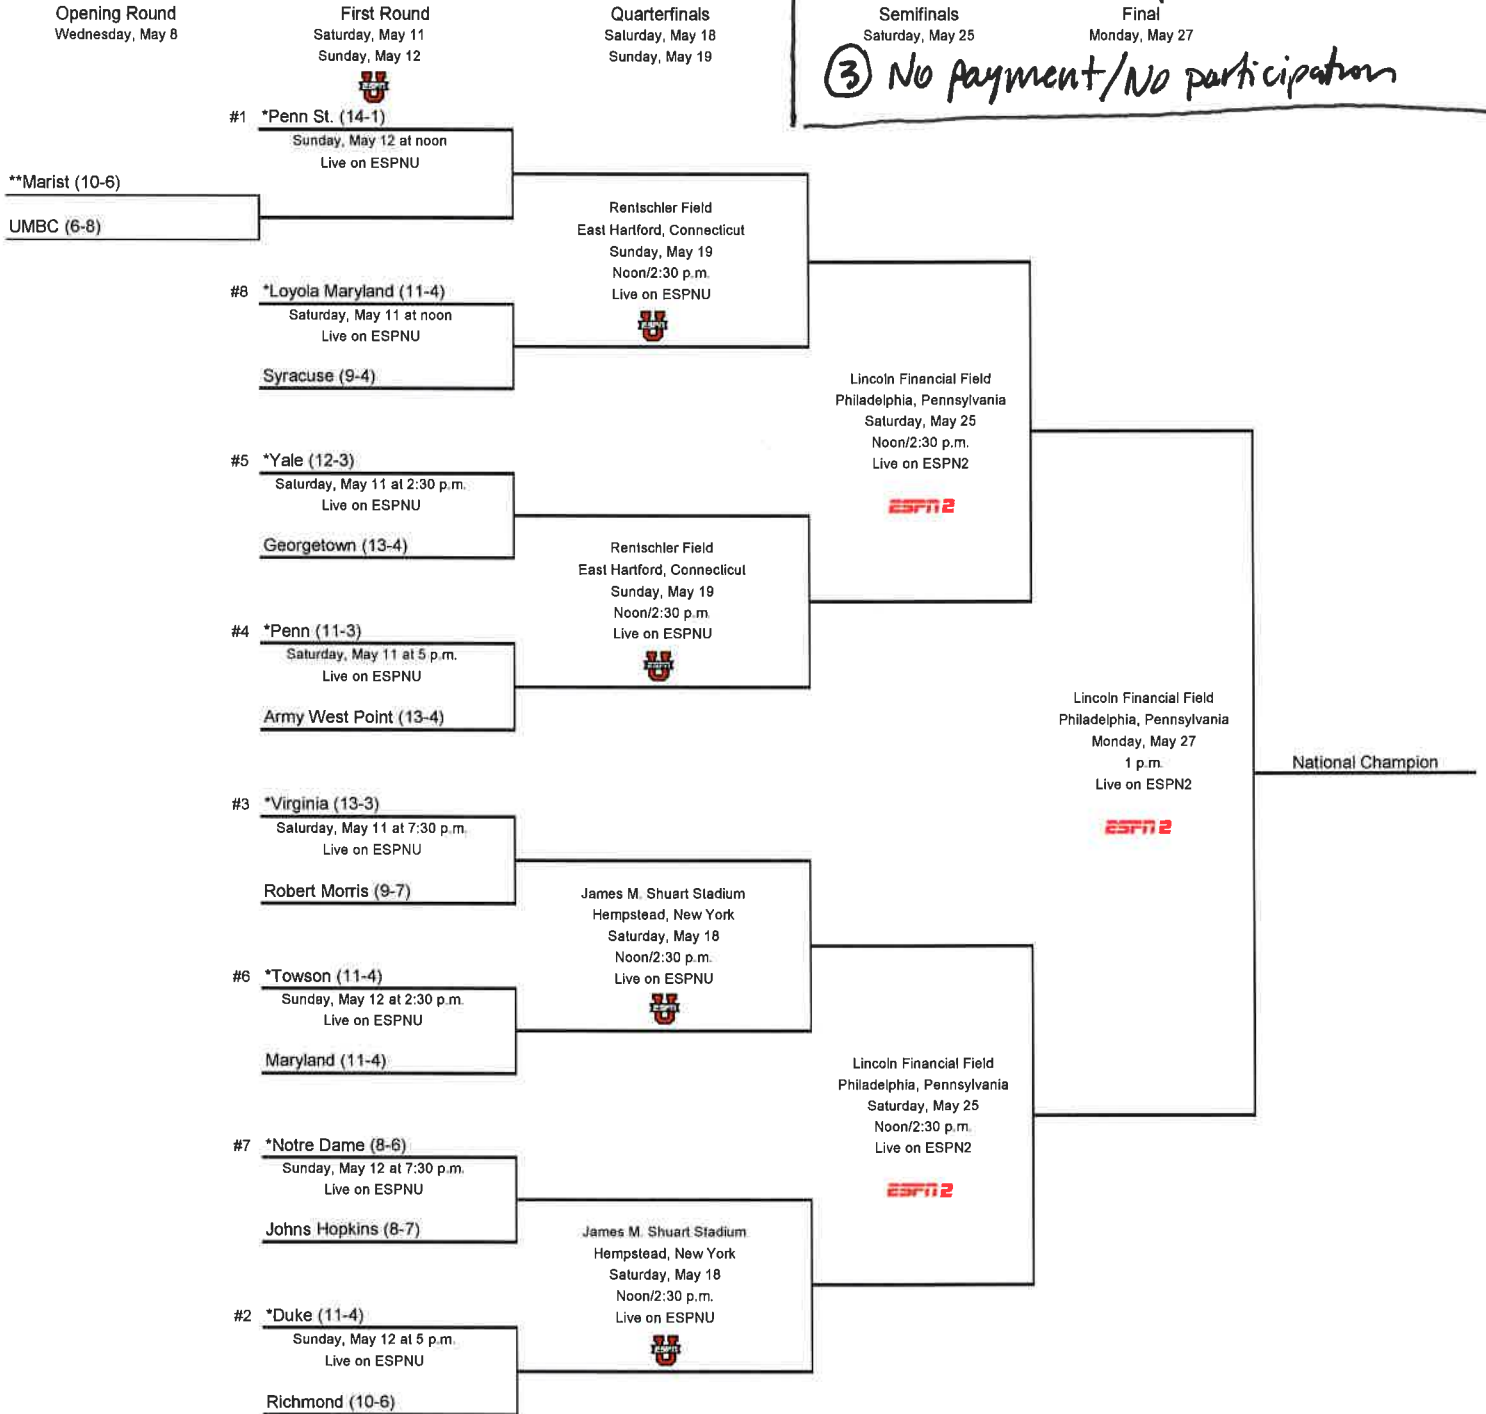 Opening Round
Wednesday, May 8
First Round
Saturday, May 11
Sunday, May 12
Quarterfinals
Saturday, May 18
Sunday, May 19
Semifinals
Saturday, May 25
Final
Monday, May 27
③ No payment/No participation
ESPN U
#1 *Penn St. (14-1)
Sunday, May 12 at noon
Live on ESPNU
**Marist (10-6)
UMBC (6-8)
Rentschler Field
East Hartford, Connecticut
Sunday, May 19
Noon/2:30 p.m.
Live on ESPNU
ESPN U
#8 *Loyola Maryland (11-4)
Saturday, May 11 at noon
Live on ESPNU
Syracuse (9-4)
Lincoln Financial Field
Philadelphia, Pennsylvania
Saturday, May 25
Noon/2:30 p.m.
Live on ESPN2
ESPN 2
#5 *Yale (12-3)
Saturday, May 11 at 2:30 p.m.
Live on ESPNU
Georgetown (13-4)
Rentschler Field
East Hartford, Connecticut
Sunday, May 19
Noon/2:30 p.m.
Live on ESPNU
ESPN U
#4 *Penn (11-3)
Saturday, May 11 at 5 p.m.
Live on ESPNU
Army West Point (13-4)
Lincoln Financial Field
Philadelphia, Pennsylvania
Monday, May 27
1 p.m.
Live on ESPN2
ESPN 2
National Champion
#3 *Virginia (13-3)
Saturday, May 11 at 7:30 p.m.
Live on ESPNU
Robert Morris (9-7)
James M. Shuart Stadium
Hempstead, New York
Saturday, May 18
Noon/2:30 p.m.
Live on ESPNU
ESPN U
#6 *Towson (11-4)
Sunday, May 12 at 2:30 p.m.
Live on ESPNU
Maryland (11-4)
Lincoln Financial Field
Philadelphia, Pennsylvania
Saturday, May 25
Noon/2:30 p.m.
Live on ESPN2
ESPN 2
#7 *Notre Dame (8-6)
Sunday, May 12 at 7:30 p.m.
Live on ESPNU
Johns Hopkins (8-7)
James M. Shuart Stadium
Hempstead, New York
Saturday, May 18
Noon/2:30 p.m.
Live on ESPNU
ESPN U
#2 *Duke (11-4)
Sunday, May 12 at 5 p.m.
Live on ESPNU
Richmond (10-6)